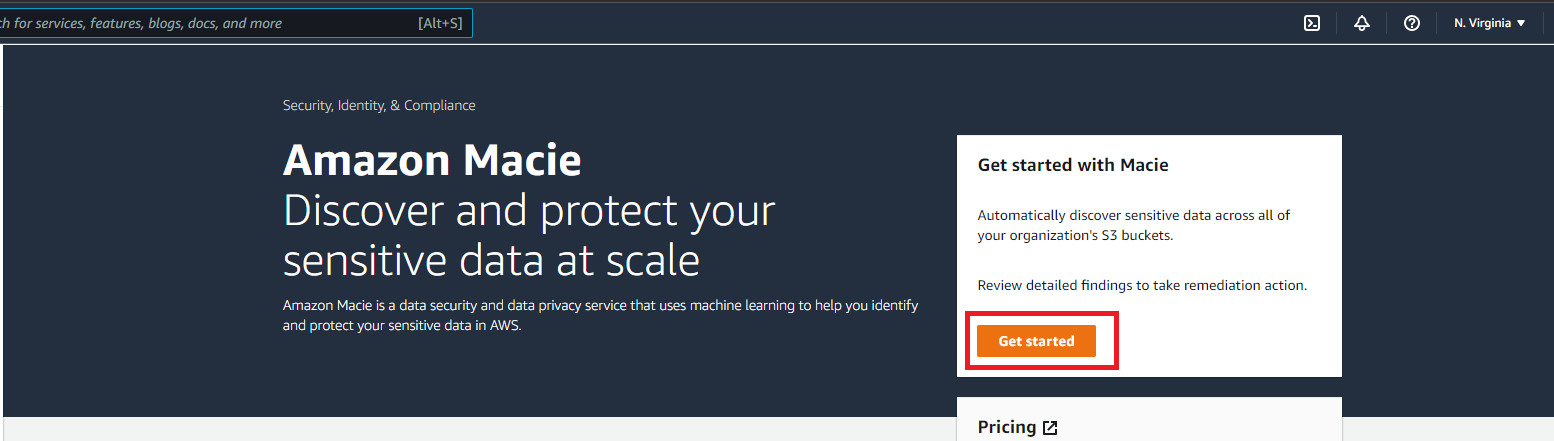 ch for services, features, blogs, docs, and more [Alt+S] N. Virginia ▼
Security, Identity, & Compliance
Amazon Macie
Discover and protect your
sensitive data at scale
Amazon Macie is a data security and data privacy service that uses machine learning to help you identify
and protect your sensitive data in AWS.
Get started with Macie
Automatically discover sensitive data across all of
your organization's S3 buckets.
Review detailed findings to take remediation action.
Get started
Pricing